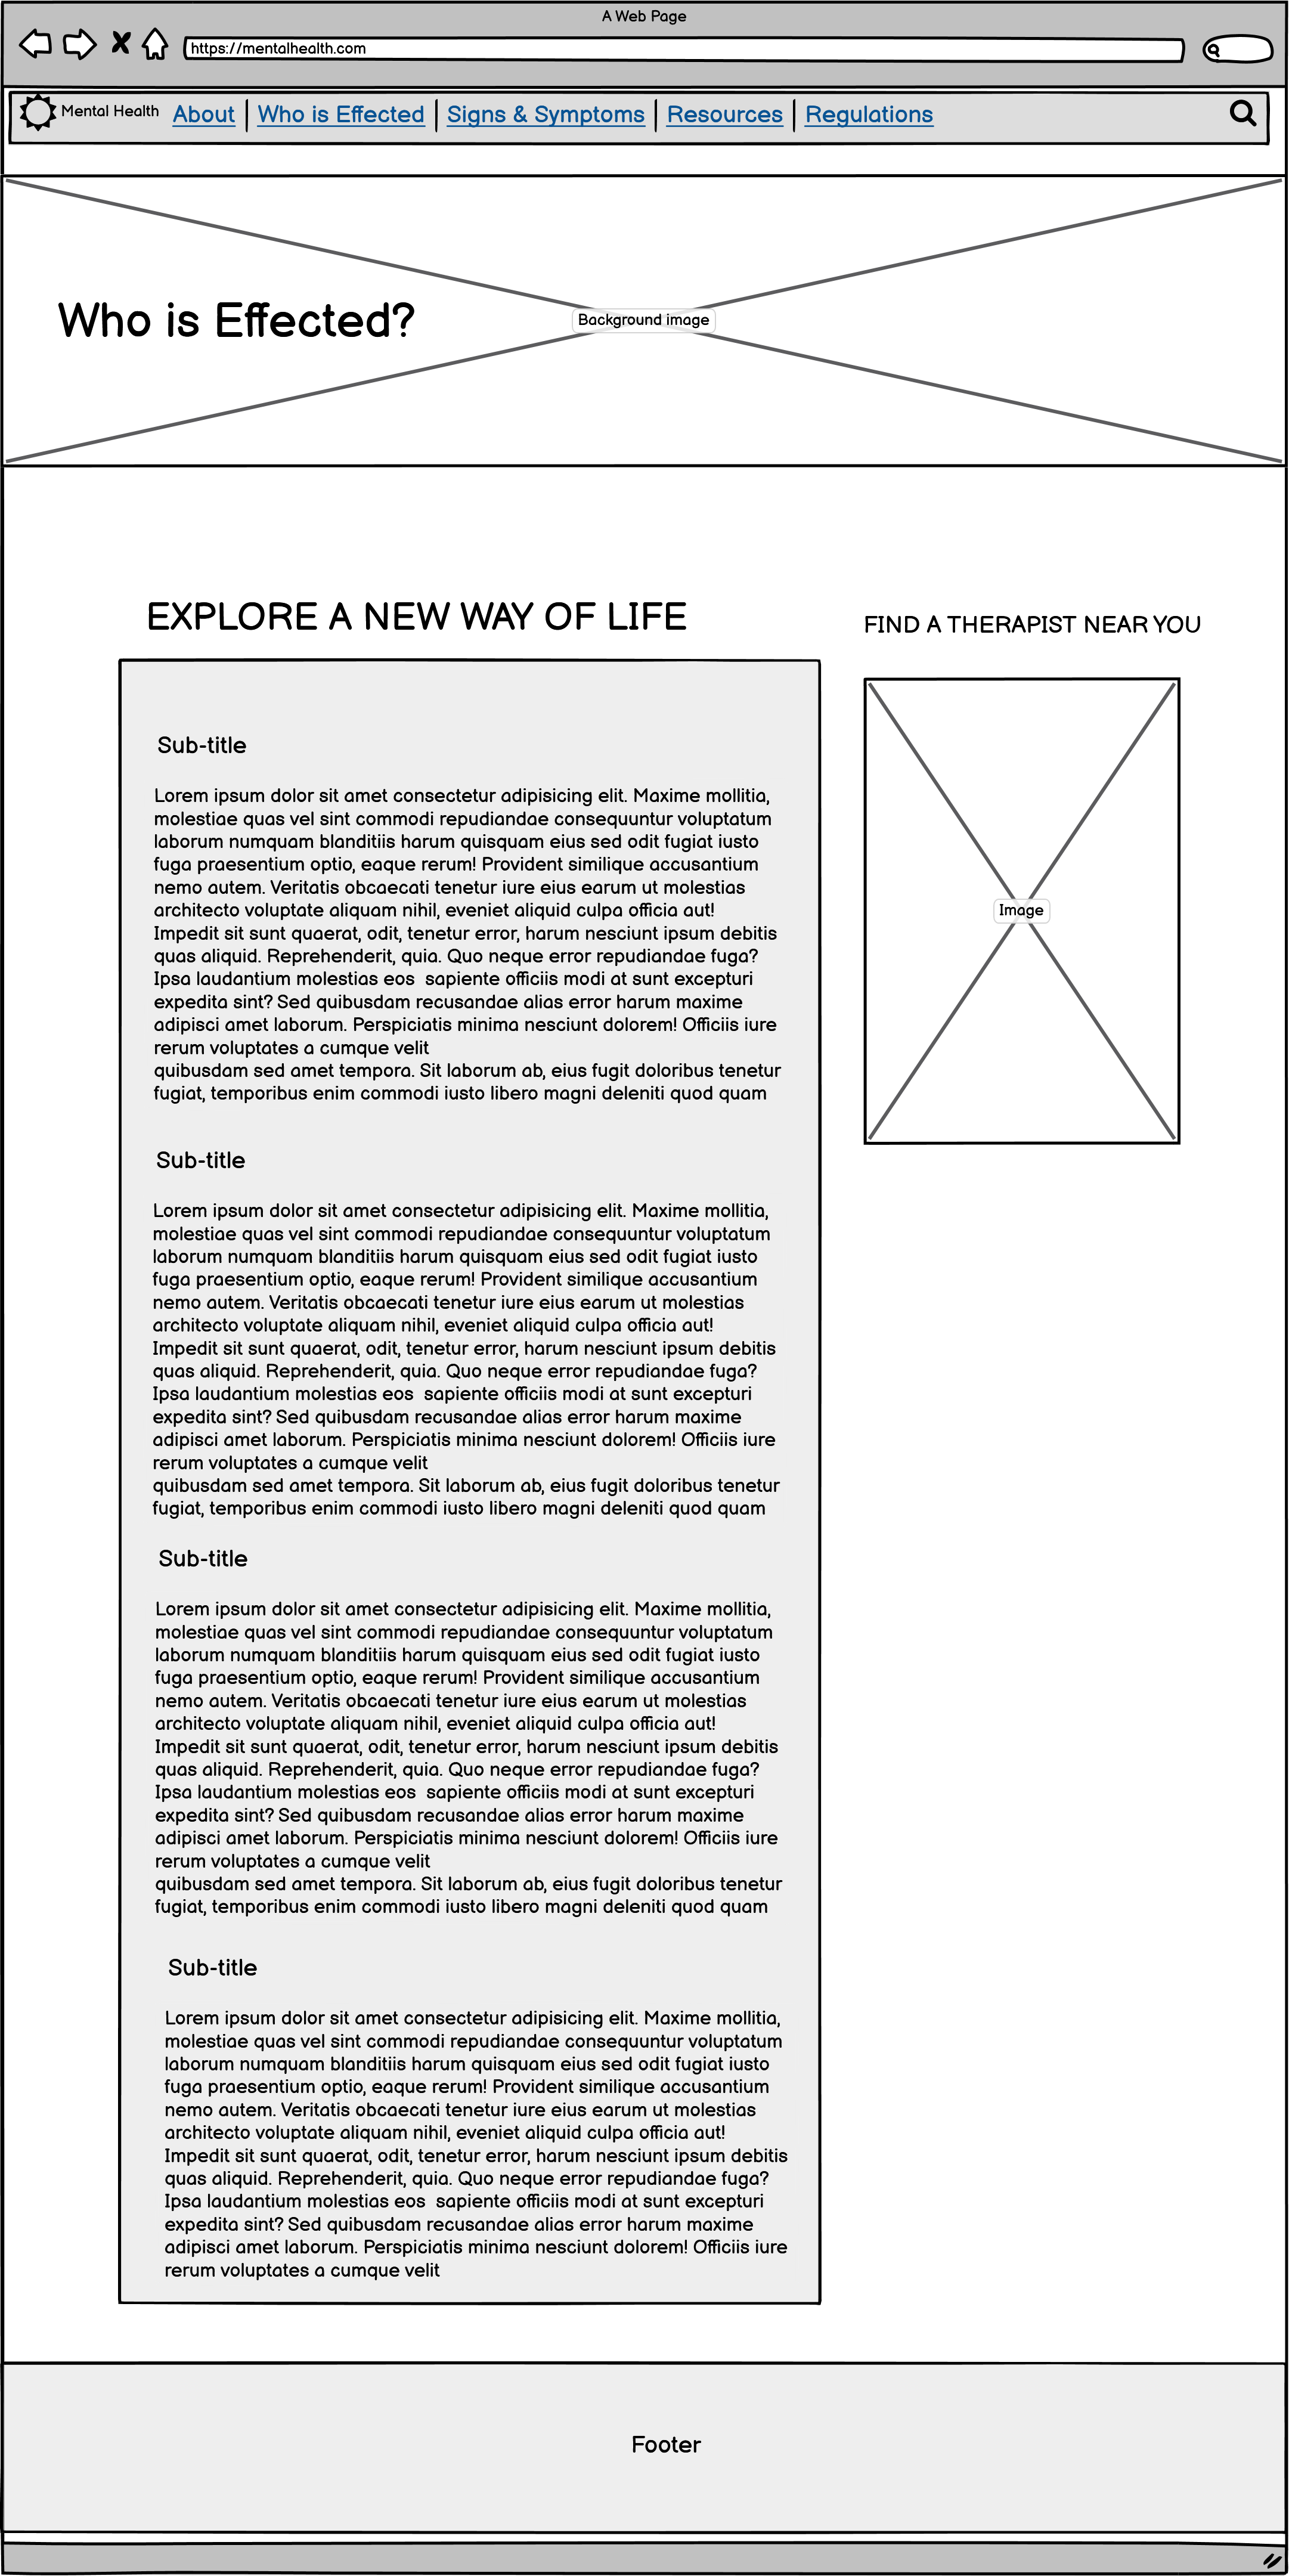 A Web Page
https://mentalhealth.com
Mental Health About Who is Effected Signs & Symptoms Resources Regulations
Who is Effected?
Background image
EXPLORE A NEW WAY OF LIFE
FIND A THERAPIST NEAR YOU
Image
Sub-title
Lorem ipsum dolor sit amet consectetur adipisicing elit. Maxime mollitia,
molestiae quas vel sint commodi repudiandae consequuntur voluptatum
laborum numquam blanditiis harum quisquam eius sed odit fugiat iusto
fuga praesentium optio, eaque rerum! Provident similique accusantium
nemo autem. Veritatis obcaecati tenetur iure eius earum ut molestias
architecto voluptate aliquam nihil, eveniet aliquid culpa officia aut!
Impedit sit sunt quaerat, odit, tenetur error, harum nesciunt ipsum debitis
quas aliquid. Reprehenderit, quia. Quo neque error repudiandae fuga?
Ipsa laudantium molestias eos  sapiente officiis modi at sunt excepturi
expedita sint? Sed quibusdam recusandae alias error harum maxime
adipisci amet laborum. Perspiciatis minima nesciunt dolorem! Officiis iure
rerum voluptates a cumque velit
quibusdam sed amet tempora. Sit laborum ab, eius fugit doloribus tenetur
fugiat, temporibus enim commodi iusto libero magni deleniti quod quam
Sub-title
Lorem ipsum dolor sit amet consectetur adipisicing elit. Maxime mollitia,
molestiae quas vel sint commodi repudiandae consequuntur voluptatum
laborum numquam blanditiis harum quisquam eius sed odit fugiat iusto
fuga praesentium optio, eaque rerum! Provident similique accusantium
nemo autem. Veritatis obcaecati tenetur iure eius earum ut molestias
architecto voluptate aliquam nihil, eveniet aliquid culpa officia aut!
Impedit sit sunt quaerat, odit, tenetur error, harum nesciunt ipsum debitis
quas aliquid. Reprehenderit, quia. Quo neque error repudiandae fuga?
Ipsa laudantium molestias eos  sapiente officiis modi at sunt excepturi
expedita sint? Sed quibusdam recusandae alias error harum maxime
adipisci amet laborum. Perspiciatis minima nesciunt dolorem! Officiis iure
rerum voluptates a cumque velit
quibusdam sed amet tempora. Sit laborum ab, eius fugit doloribus tenetur
fugiat, temporibus enim commodi iusto libero magni deleniti quod quam
Sub-title
Lorem ipsum dolor sit amet consectetur adipisicing elit. Maxime mollitia,
molestiae quas vel sint commodi repudiandae consequuntur voluptatum
laborum numquam blanditiis harum quisquam eius sed odit fugiat iusto
fuga praesentium optio, eaque rerum! Provident similique accusantium
nemo autem. Veritatis obcaecati tenetur iure eius earum ut molestias
architecto voluptate aliquam nihil, eveniet aliquid culpa officia aut!
Impedit sit sunt quaerat, odit, tenetur error, harum nesciunt ipsum debitis
quas aliquid. Reprehenderit, quia. Quo neque error repudiandae fuga?
Ipsa laudantium molestias eos  sapiente officiis modi at sunt excepturi
expedita sint? Sed quibusdam recusandae alias error harum maxime
adipisci amet laborum. Perspiciatis minima nesciunt dolorem! Officiis iure
rerum voluptates a cumque velit
quibusdam sed amet tempora. Sit laborum ab, eius fugit doloribus tenetur
fugiat, temporibus enim commodi iusto libero magni deleniti quod quam
Sub-title
Lorem ipsum dolor sit amet consectetur adipisicing elit. Maxime mollitia,
molestiae quas vel sint commodi repudiandae consequuntur voluptatum
laborum numquam blanditiis harum quisquam eius sed odit fugiat iusto
fuga praesentium optio, eaque rerum! Provident similique accusantium
nemo autem. Veritatis obcaecati tenetur iure eius earum ut molestias
architecto voluptate aliquam nihil, eveniet aliquid culpa officia aut!
Impedit sit sunt quaerat, odit, tenetur error, harum nesciunt ipsum debitis
quas aliquid. Reprehenderit, quia. Quo neque error repudiandae fuga?
Ipsa laudantium molestias eos  sapiente officiis modi at sunt excepturi
expedita sint? Sed quibusdam recusandae alias error harum maxime
adipisci amet laborum. Perspiciatis minima nesciunt dolorem! Officiis iure
rerum voluptates a cumque velit
Footer